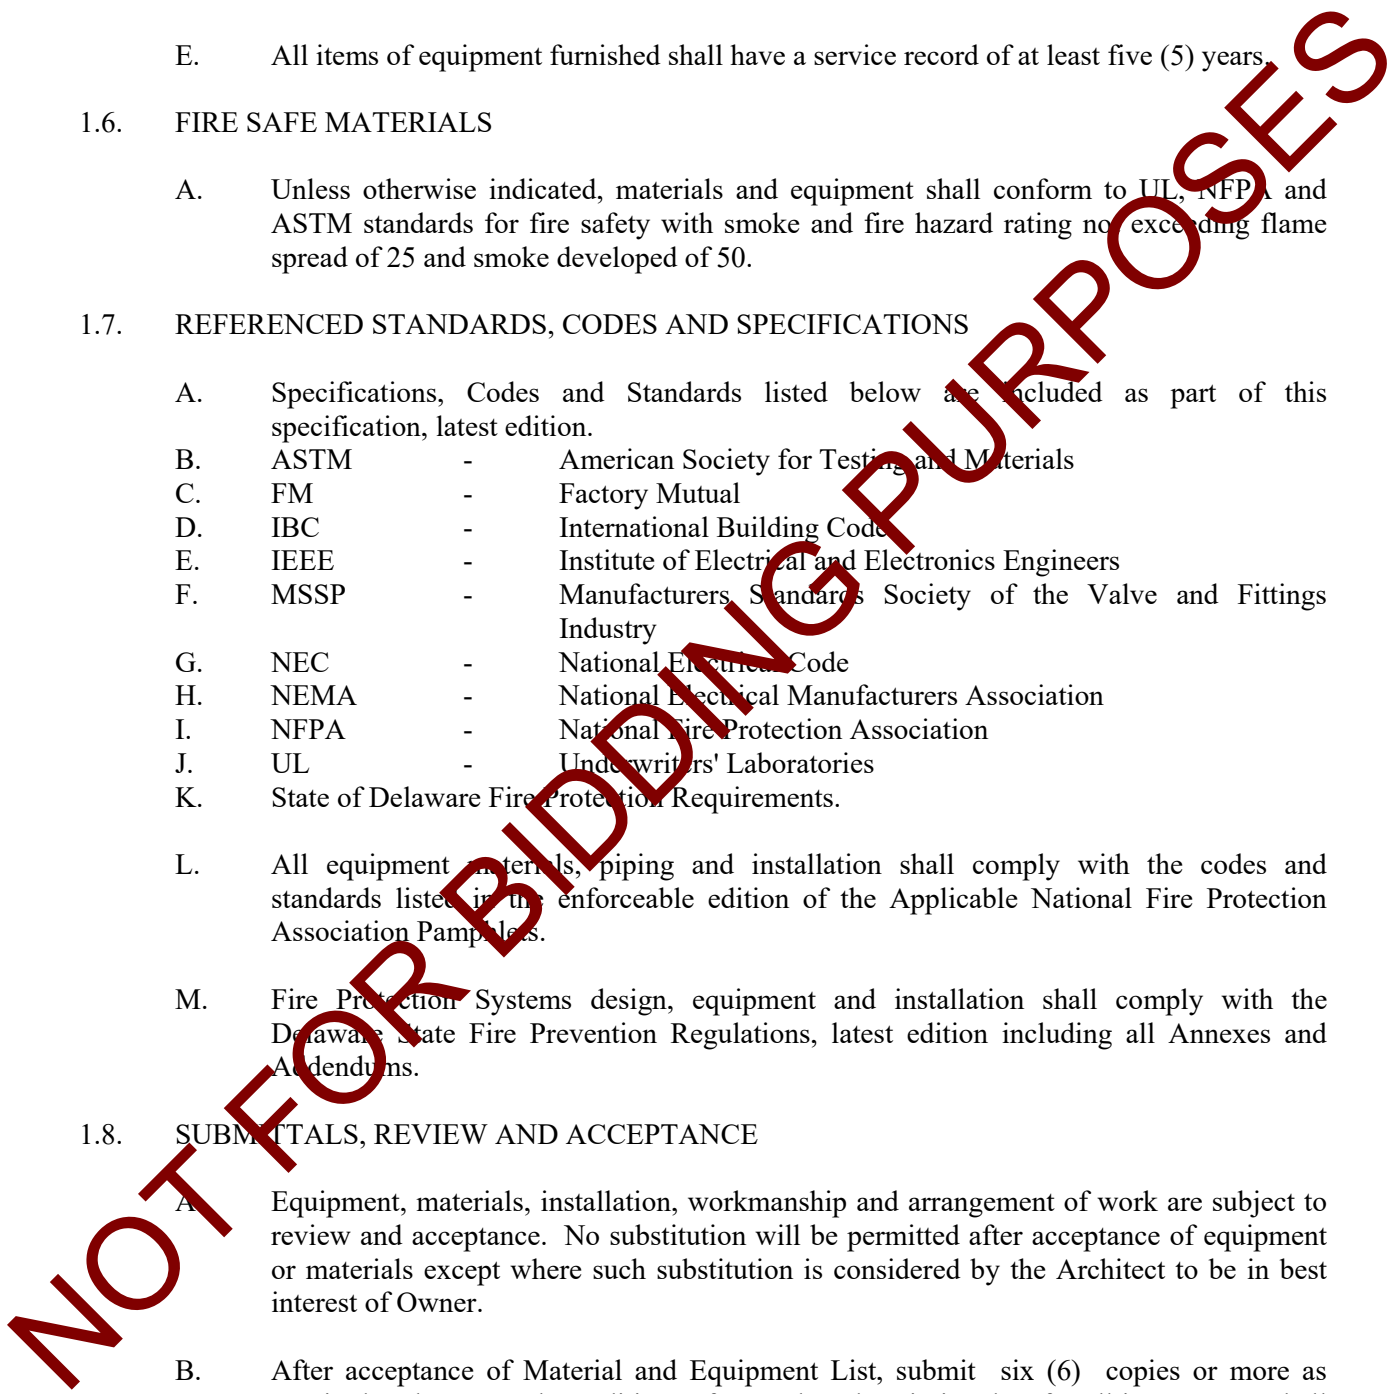 E. All items of equipment furnished shall have a service record of at least five (5) years.
1.6. FIRE SAFE MATERIALS
A. Unless otherwise indicated, materials and equipment shall conform to UL, NFPA and
ASTM standards for fire safety with smoke and fire hazard rating not exceeding flame
spread of 25 and smoke developed of 50.
1.7. REFERENCED STANDARDS, CODES AND SPECIFICATIONS
A. Specifications, Codes and Standards listed below are included as part of this
specification, latest edition.
B. ASTM - American Society for Testing and Materials
C. FM - Factory Mutual
D. IBC - International Building Code
E. IEEE - Institute of Electrical and Electronics Engineers
F. MSSP - Manufacturers Standards Society of the Valve and Fittings
Industry
G. NEC - National Electrical Code
H. NEMA - National Electrical Manufacturers Association
I. NFPA - National Fire Protection Association
J. UL - Underwriters' Laboratories
K. State of Delaware Fire Protection Requirements.
L. All equipment materials, piping and installation shall comply with the codes and
standards listed in the enforceable edition of the Applicable National Fire Protection
Association Pamphlets.
M. Fire Protection Systems design, equipment and installation shall comply with the
Delaware State Fire Prevention Regulations, latest edition including all Annexes and
Addendums.
1.8. SUBMITTALS, REVIEW AND ACCEPTANCE
A. Equipment, materials, installation, workmanship and arrangement of work are subject to
review and acceptance. No substitution will be permitted after acceptance of equipment
or materials except where such substitution is considered by the Architect to be in best
interest of Owner.
B. After acceptance of Material and Equipment List, submit six (6) copies or more as
NOT FOR BIDDING PURPOSES